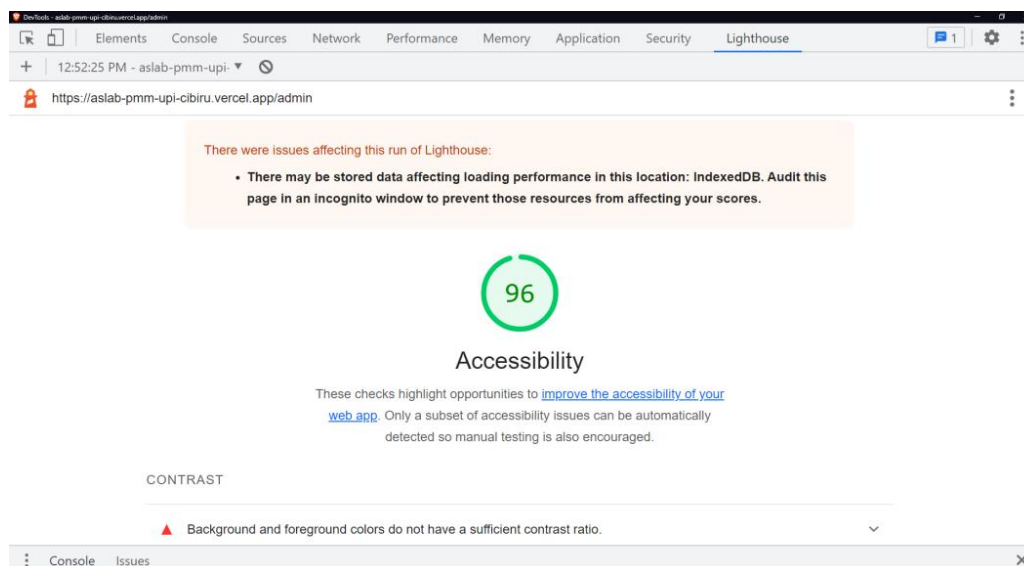 DevTools - aslab-pmm-upi-cibiru.vercel.app/admin
Elements Console Sources Network Performance Memory Application Security Lighthouse 1
12:52:25 PM - aslab-pmm-upi-
https://aslab-pmm-upi-cibiru.vercel.app/admin
There were issues affecting this run of Lighthouse:
• There may be stored data affecting loading performance in this location: IndexedDB. Audit this
page in an incognito window to prevent those resources from affecting your scores.
96
Accessibility
These checks highlight opportunities to improve the accessibility of your
web app. Only a subset of accessibility issues can be automatically
detected so manual testing is also encouraged.
CONTRAST
Background and foreground colors do not have a sufficient contrast ratio.
Console Issues